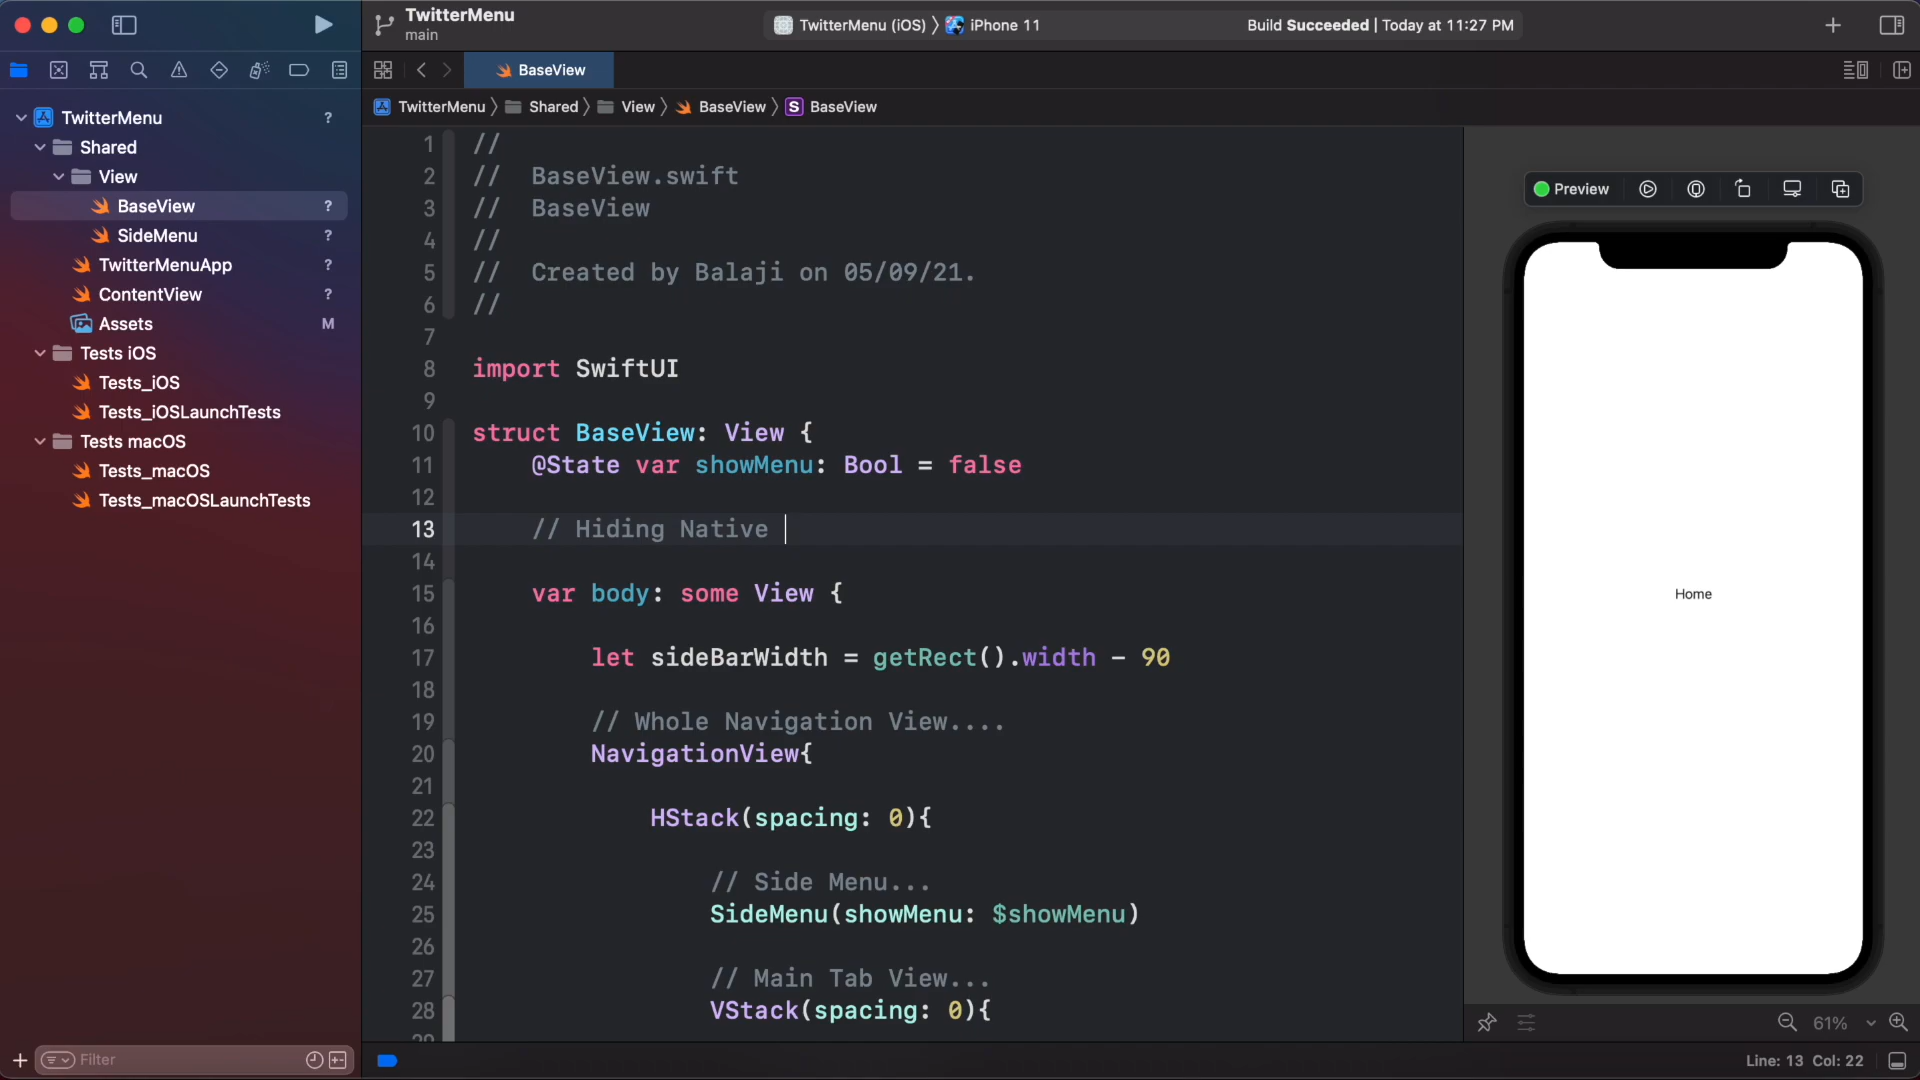 TwitterMenu
main
TwitterMenu (iOS) 〉 iPhone 11
Build Succeeded | Today at 11:27 PM
BaseView
TwitterMenu 〉 Shared 〉 View 〉 BaseView 〉 S BaseView
TwitterMenu ?
Shared
View
BaseView ?
SideMenu ?
TwitterMenuApp ?
ContentView ?
Assets M
Tests iOS
Tests_iOS
Tests_iOSLaunchTests
Tests macOS
Tests_macOS
Tests_macOSLaunchTests
Filter
1 //
2 //  BaseView.swift
3 //  BaseView
4 //
5 //  Created by Balaji on 05/09/21.
6 //
7
8 import SwiftUI
9
10 struct BaseView: View {
11     @State var showMenu: Bool = false
12
13     // Hiding Native
14
15     var body: some View {
16
17         let sideBarWidth = getRect().width - 90
18
19         // Whole Navigation View....
20         NavigationView{
21
22             HStack(spacing: 0){
23
24                 // Side Menu...
25                 SideMenu(showMenu: $showMenu)
26
27                 // Main Tab View...
28                 VStack(spacing: 0){
Preview
Home
61%
Line: 13 Col: 22